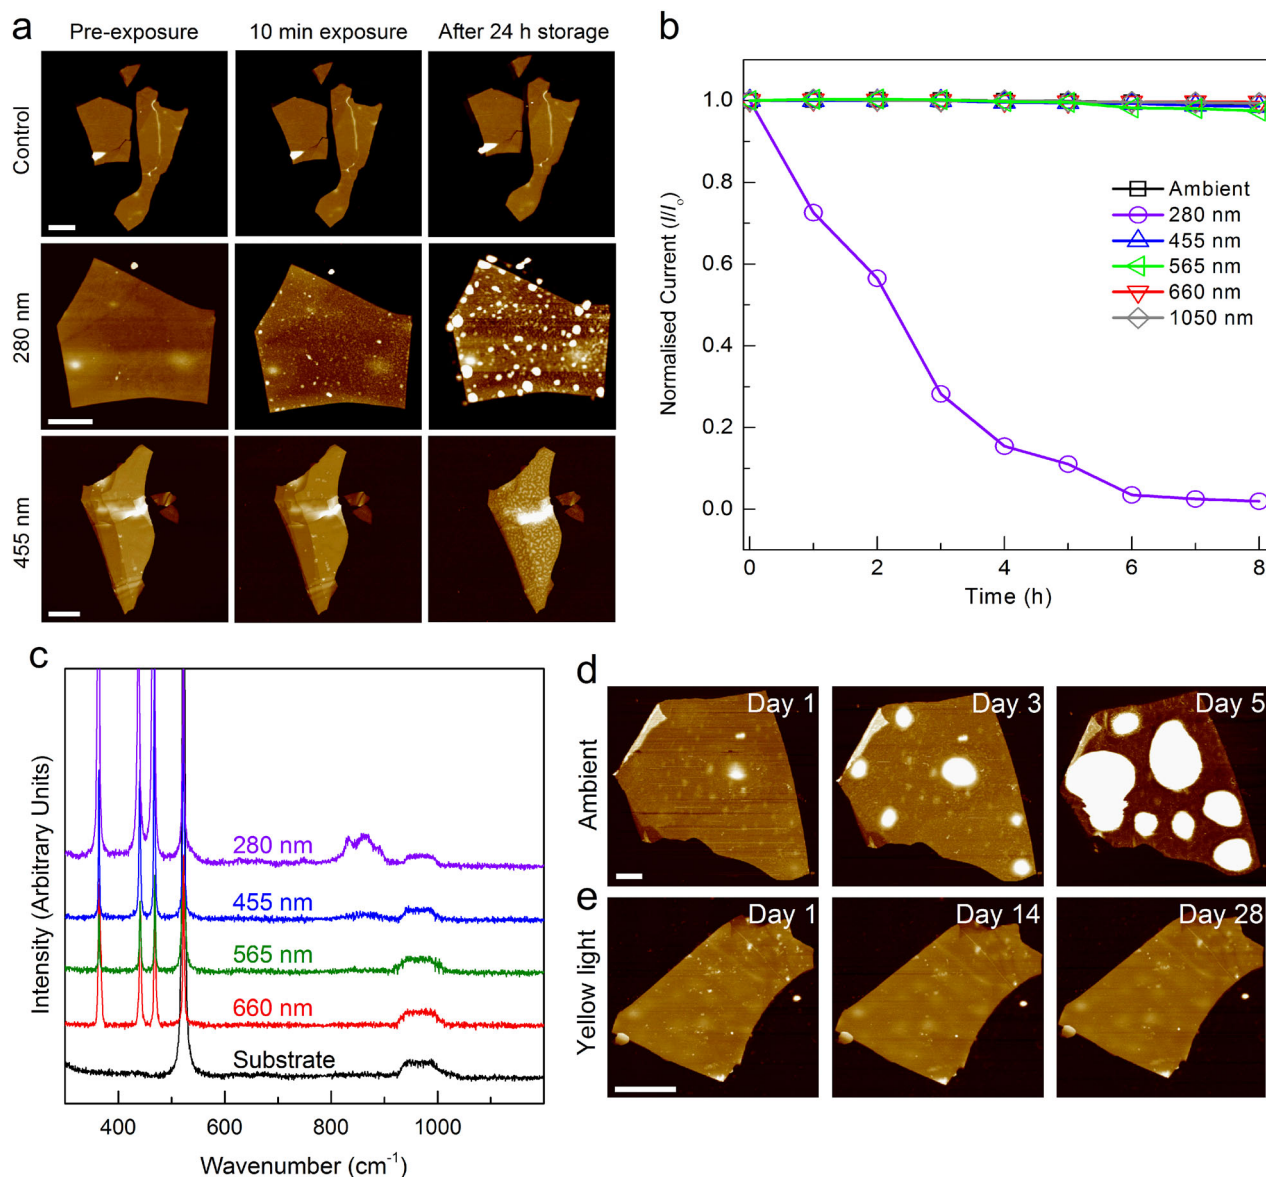 a
Pre-exposure
10 min exposure
After 24 h storage
Control
280 nm
455 nm
b
Normalised Current (I/Iₒ)
1.0
0.8
0.6
0.4
0.2
0.0
0
2
4
6
8
Time (h)
Ambient
280 nm
455 nm
565 nm
660 nm
1050 nm
c
Intensity (Arbitrary Units)
280 nm
455 nm
565 nm
660 nm
Substrate
400
600
800
1000
Wavenumber (cm⁻¹)
d
Ambient
Day 1
Day 3
Day 5
e
Yellow light
Day 1
Day 14
Day 28